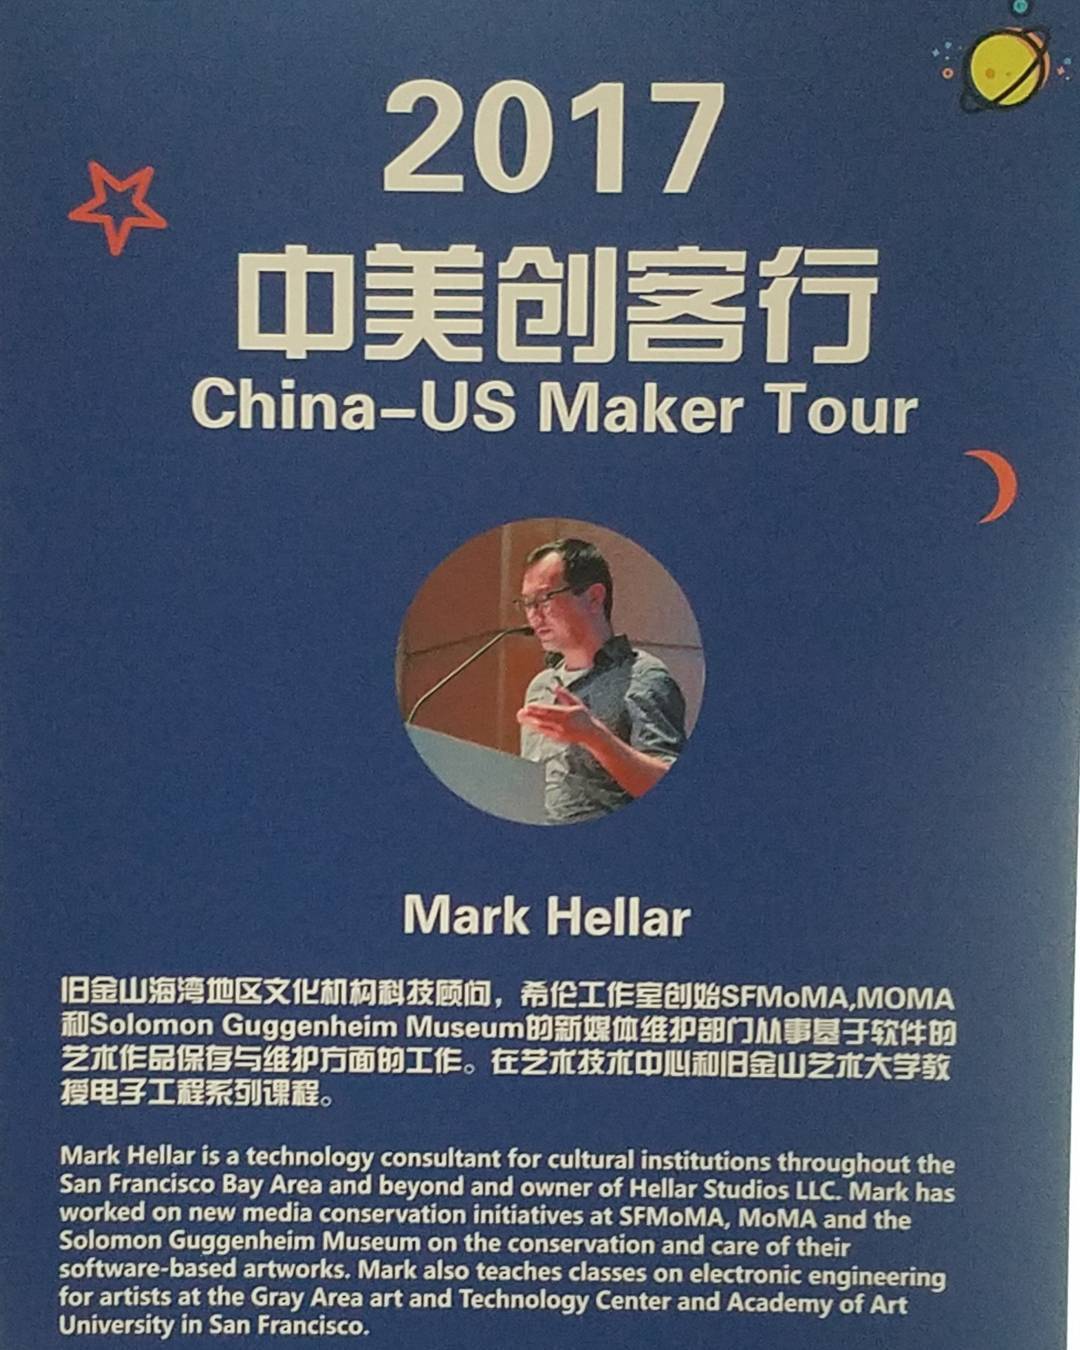 2017
中美创客行
China-US Maker Tour
Mark Hellar
旧金山海湾地区文化机构科技顾问，希伦工作室创始SFMoMA,MOMA
和Solomon Guggenheim Museum的新媒体维护部门从事基于软件的
艺术作品保存与维护方面的工作。在艺术技术中心和旧金山艺术大学教
授电子工程系列课程。
Mark Hellar is a technology consultant for cultural institutions throughout the
San Francisco Bay Area and beyond and owner of Hellar Studios LLC. Mark has
worked on new media conservation initiatives at SFMoMA, MoMA and the
Solomon Guggenheim Museum on the conservation and care of their
software-based artworks. Mark also teaches classes on electronic engineering
for artists at the Gray Area art and Technology Center and Academy of Art
University in San Francisco.